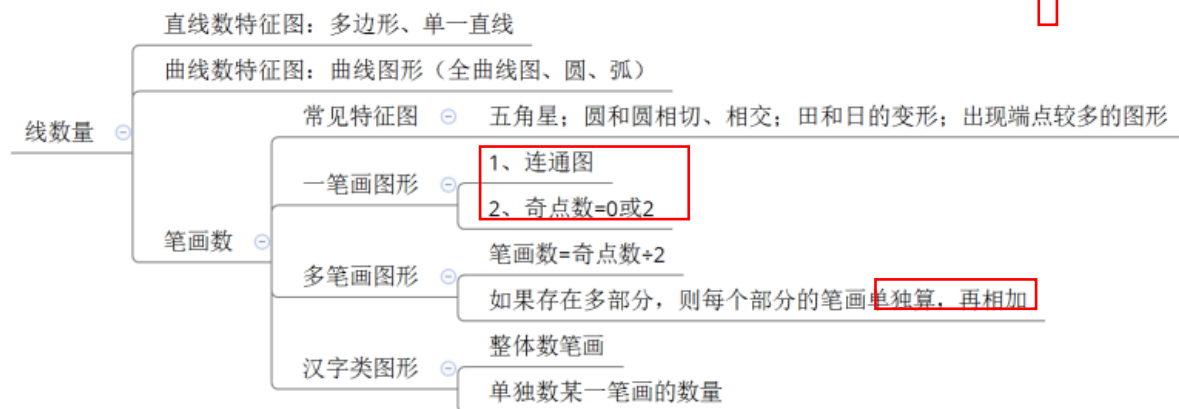 直线数特征图：多边形、单一直线
曲线数特征图：曲线图形（全曲线图、圆、弧）
线数量
常见特征图
五角星；圆和圆相切、相交；田和日的变形；出现端点较多的图形
笔画数
一笔画图形
1、连通图
2、奇点数=0或2
多笔画图形
笔画数=奇点数÷2
如果存在多部分，则每个部分的笔画单独算，再相加
汉字类图形
整体数笔画
单独数某一笔画的数量